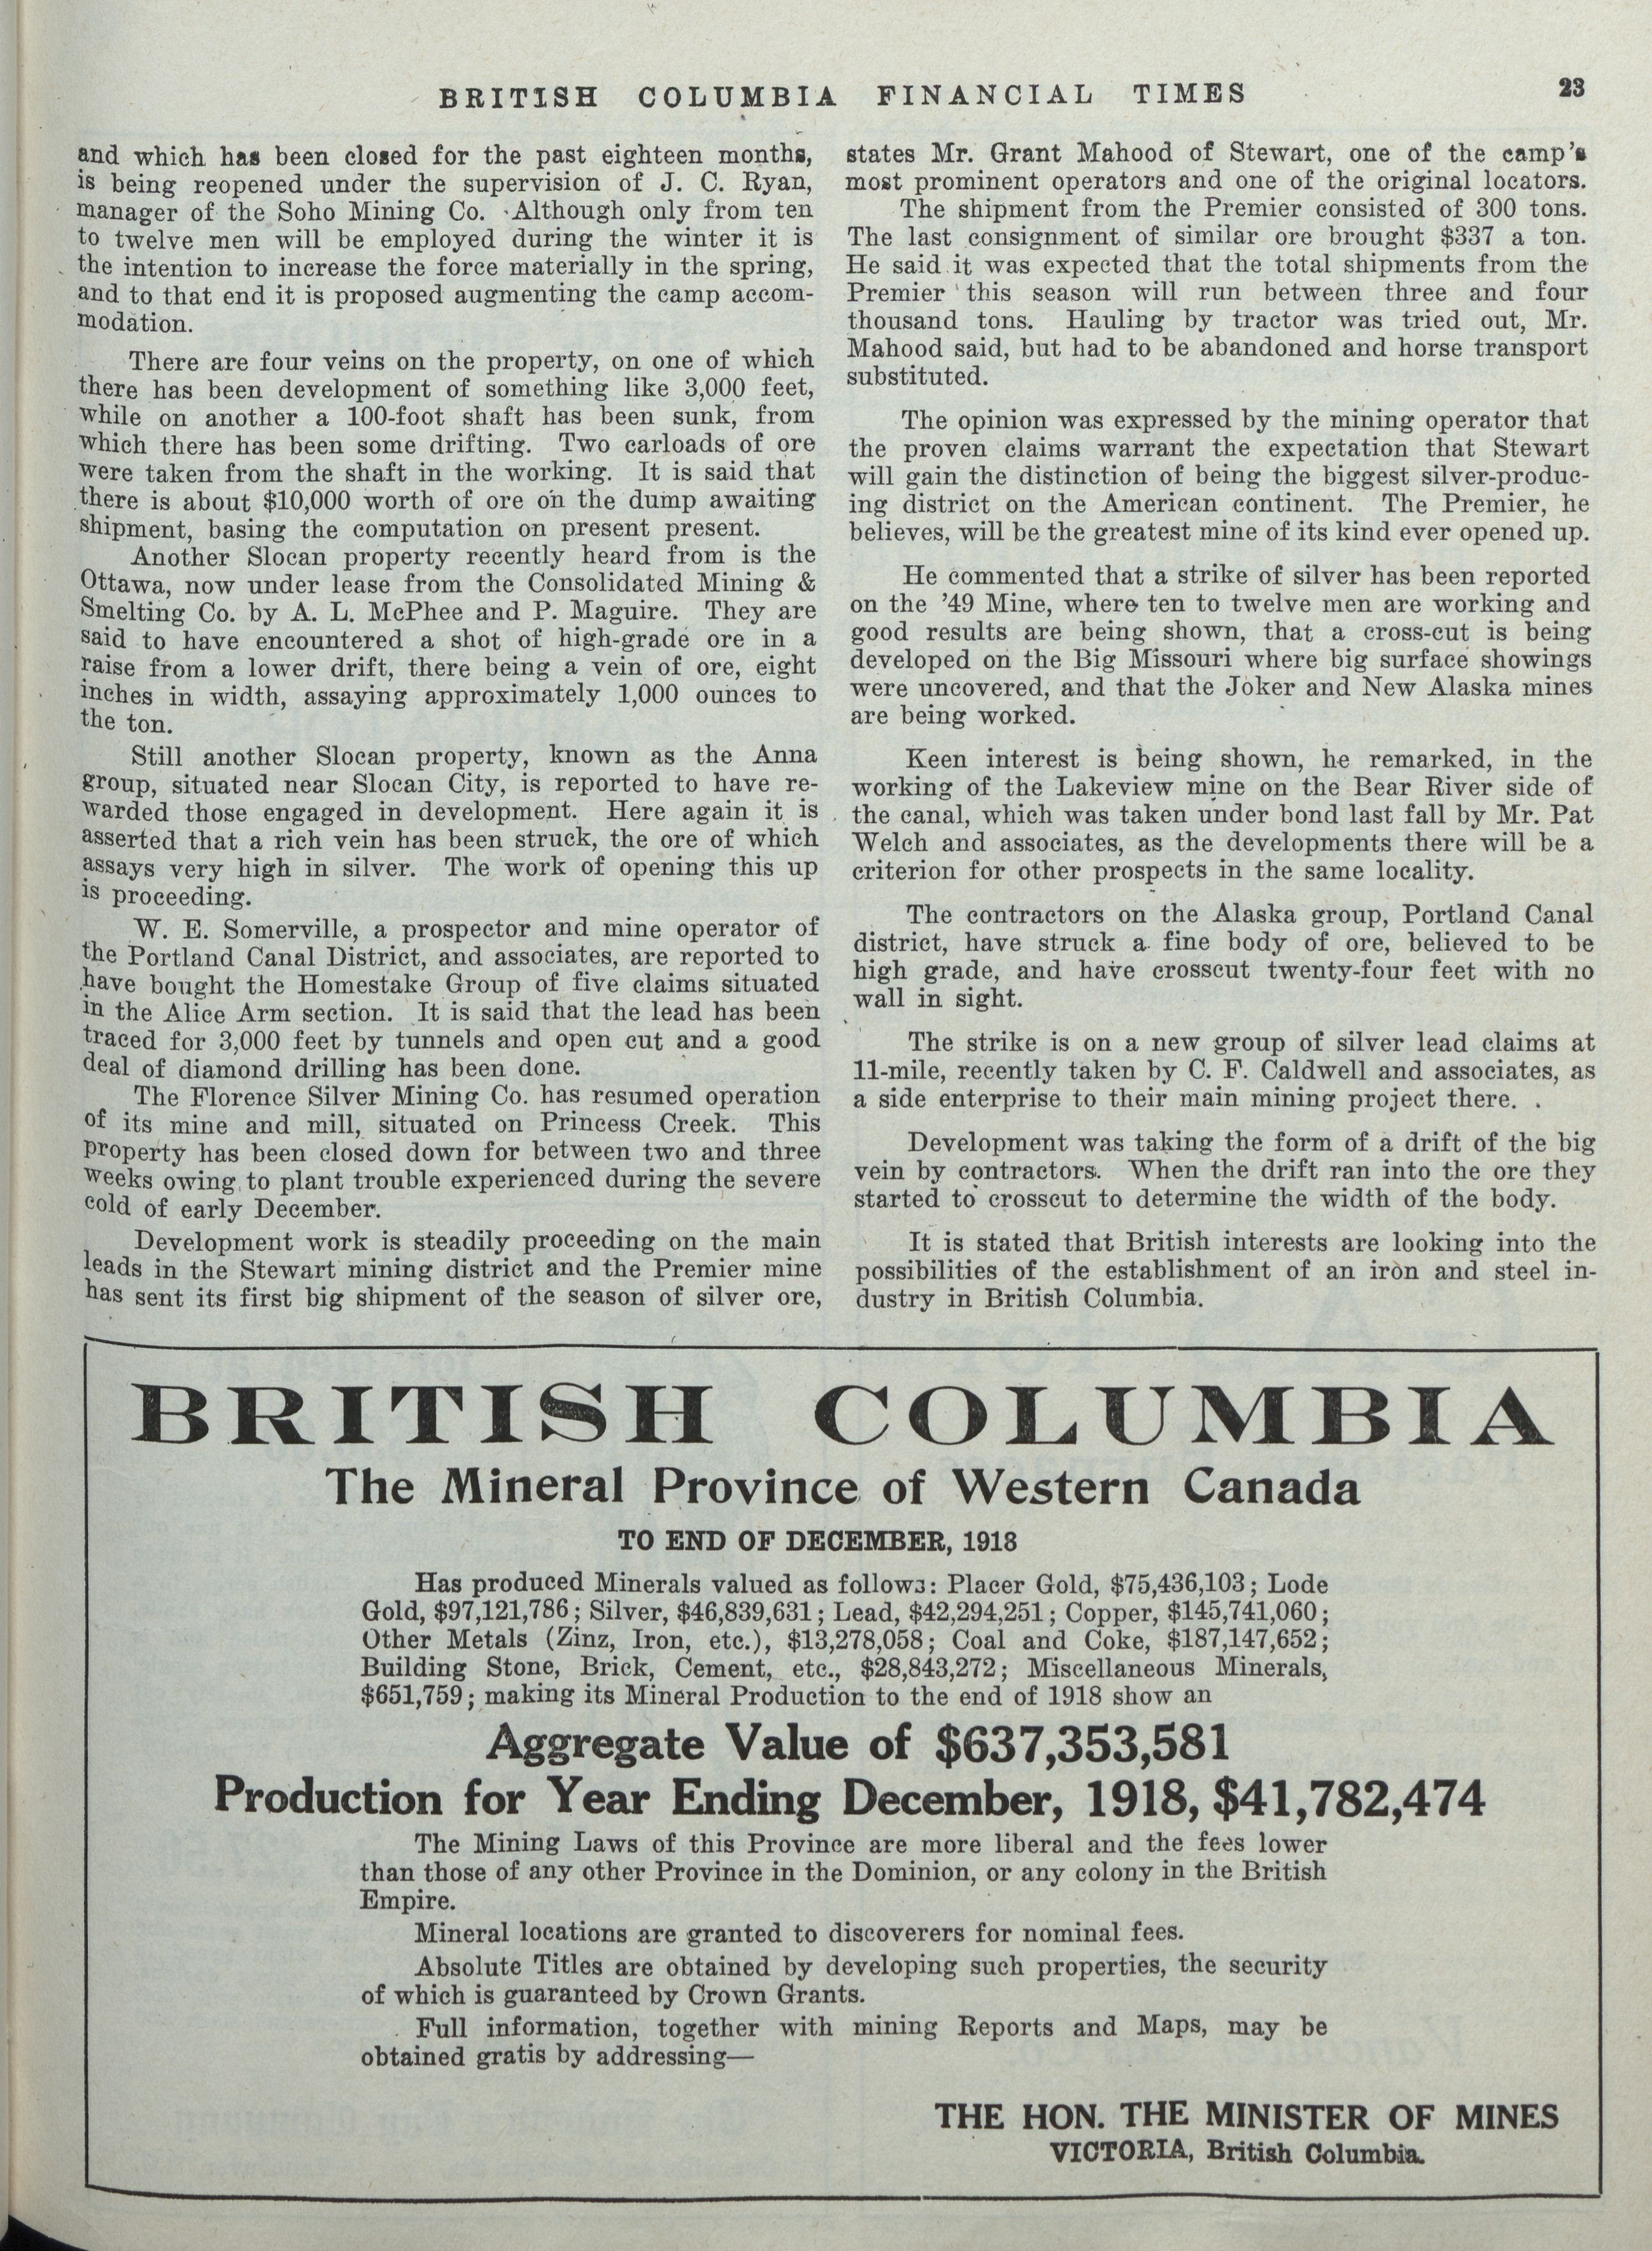 BRITISH COLUMBIA FINANCIAL TIMES 23
and which has been closed for the past eighteen months,
is being reopened under the supervision of J. C. Ryan,
manager of the Soho Mining Co. Although only from ten
to twelve men will be employed during the winter it is
the intention to increase the force materially in the spring,
and to that end it is proposed augmenting the camp accom-
modation.
There are four veins on the property, on one of which
there has been development of something like 3,000 feet,
while on another a 100-foot shaft has been sunk, from
which there has been some drifting. Two carloads of ore
were taken from the shaft in the working. It is said that
there is about $10,000 worth of ore on the dump awaiting
shipment, basing the computation on present present.
Another Slocan property recently heard from is the
Ottawa, now under lease from the Consolidated Mining &
Smelting Co. by A. L. McPhee and P. Maguire. They are
said to have encountered a shot of high-grade ore in a
raise from a lower drift, there being a vein of ore, eight
inches in width, assaying approximately 1,000 ounces to
the ton.
Still another Slocan property, known as the Anna
group, situated near Slocan City, is reported to have re-
warded those engaged in development. Here again it is
asserted that a rich vein has been struck, the ore of which
assays very high in silver. The work of opening this up
is proceeding.
W. E. Somerville, a prospector and mine operator of
the Portland Canal District, and associates, are reported to
have bought the Homestake Group of five claims situated
in the Alice Arm section. It is said that the lead has been
traced for 3,000 feet by tunnels and open cut and a good
deal of diamond drilling has been done.
The Florence Silver Mining Co. has resumed operation
of its mine and mill, situated on Princess Creek. This
property has been closed down for between two and three
weeks owing to plant trouble experienced during the severe
cold of early December.
Development work is steadily proceeding on the main
leads in the Stewart mining district and the Premier mine
has sent its first big shipment of the season of silver ore,
states Mr. Grant Mahood of Stewart, one of the camp's
most prominent operators and one of the original locators.
The shipment from the Premier consisted of 300 tons.
The last consignment of similar ore brought $337 a ton.
He said it was expected that the total shipments from the
Premier this season will run between three and four
thousand tons. Hauling by tractor was tried out, Mr.
Mahood said, but had to be abandoned and horse transport
substituted.
The opinion was expressed by the mining operator that
the proven claims warrant the expectation that Stewart
will gain the distinction of being the biggest silver-produc-
ing district on the American continent. The Premier, he
believes, will be the greatest mine of its kind ever opened up.
He commented that a strike of silver has been reported
on the '49 Mine, where ten to twelve men are working and
good results are being shown, that a cross-cut is being
developed on the Big Missouri where big surface showings
were uncovered, and that the Joker and New Alaska mines
are being worked.
Keen interest is being shown, he remarked, in the
working of the Lakeview mine on the Bear River side of
the canal, which was taken under bond last fall by Mr. Pat
Welch and associates, as the developments there will be a
criterion for other prospects in the same locality.
The contractors on the Alaska group, Portland Canal
district, have struck a fine body of ore, believed to be
high grade, and have crosscut twenty-four feet with no
wall in sight.
The strike is on a new group of silver lead claims at
11-mile, recently taken by C. F. Caldwell and associates, as
a side enterprise to their main mining project there.
Development was taking the form of a drift of the big
vein by contractors. When the drift ran into the ore they
started to crosscut to determine the width of the body.
It is stated that British interests are looking into the
possibilities of the establishment of an iron and steel in-
dustry in British Columbia.
BRITISH COLUMBIA
The Mineral Province of Western Canada
TO END OF DECEMBER, 1918
Has produced Minerals valued as follows: Placer Gold, $75,436,103; Lode
Gold, $97,121,786; Silver, $46,839,631; Lead, $42,294,251; Copper, $145,741,060;
Other Metals (Zinz, Iron, etc.), $13,278,058; Coal and Coke, $187,147,652;
Building Stone, Brick, Cement, etc., $28,843,272; Miscellaneous Minerals,
$651,759; making its Mineral Production to the end of 1918 show an
Aggregate Value of $637,353,581
Production for Year Ending December, 1918, $41,782,474
The Mining Laws of this Province are more liberal and the fees lower
than those of any other Province in the Dominion, or any colony in the British
Empire.
Mineral locations are granted to discoverers for nominal fees.
Absolute Titles are obtained by developing such properties, the security
of which is guaranteed by Crown Grants.
Full information, together with mining Reports and Maps, may be
obtained gratis by addressing—
THE HON. THE MINISTER OF MINES
VICTORIA, British Columbia.